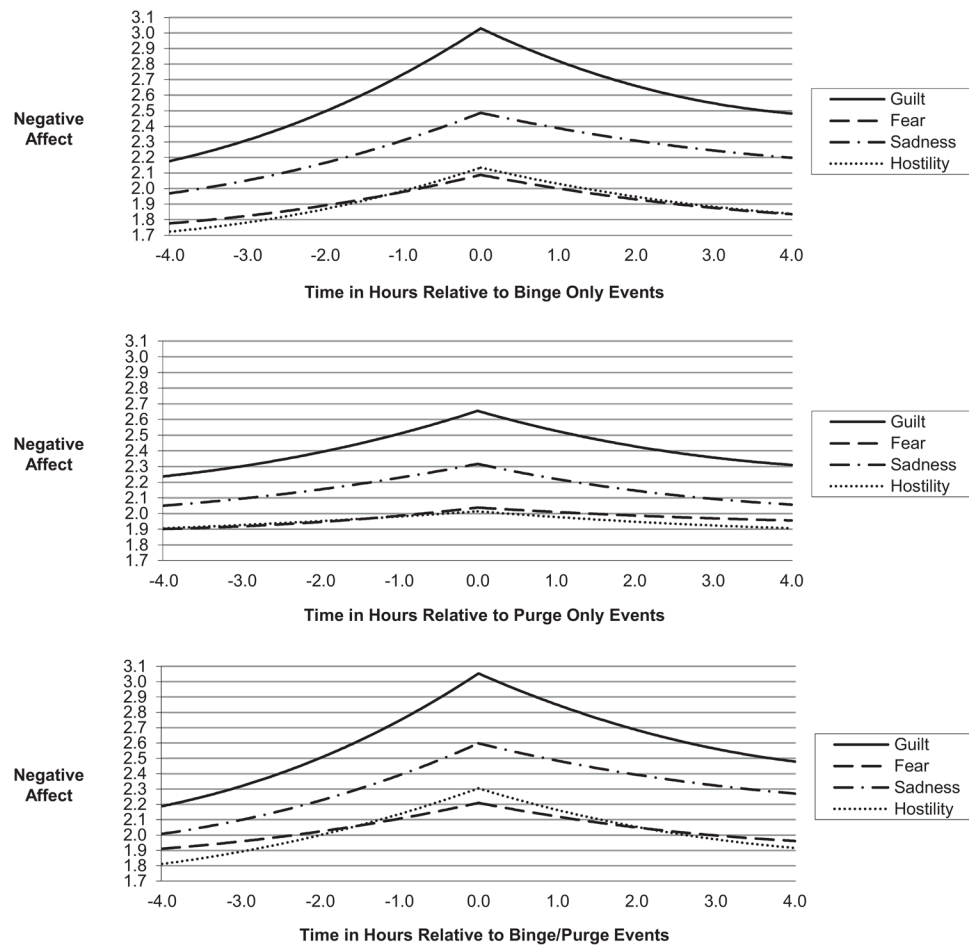 3.1
3.0
2.9
2.8
2.7
2.6
2.5
2.4
2.3
2.2
2.1
2.0
1.9
1.8
1.7
Negative
Affect
-4.0 -3.0 -2.0 -1.0 0.0 1.0 2.0 3.0 4.0
Time in Hours Relative to Binge Only Events
Guilt
Fear
Sadness
Hostility
3.1
3.0
2.9
2.8
2.7
2.6
2.5
2.4
2.3
2.2
2.1
2.0
1.9
1.8
1.7
Negative
Affect
-4.0 -3.0 -2.0 -1.0 0.0 1.0 2.0 3.0 4.0
Time in Hours Relative to Purge Only Events
Guilt
Fear
Sadness
Hostility
3.1
3.0
2.9
2.8
2.7
2.6
2.5
2.4
2.3
2.2
2.1
2.0
1.9
1.8
1.7
Negative
Affect
-4.0 -3.0 -2.0 -1.0 0.0 1.0 2.0 3.0 4.0
Time in Hours Relative to Binge/Purge Events
Guilt
Fear
Sadness
Hostility